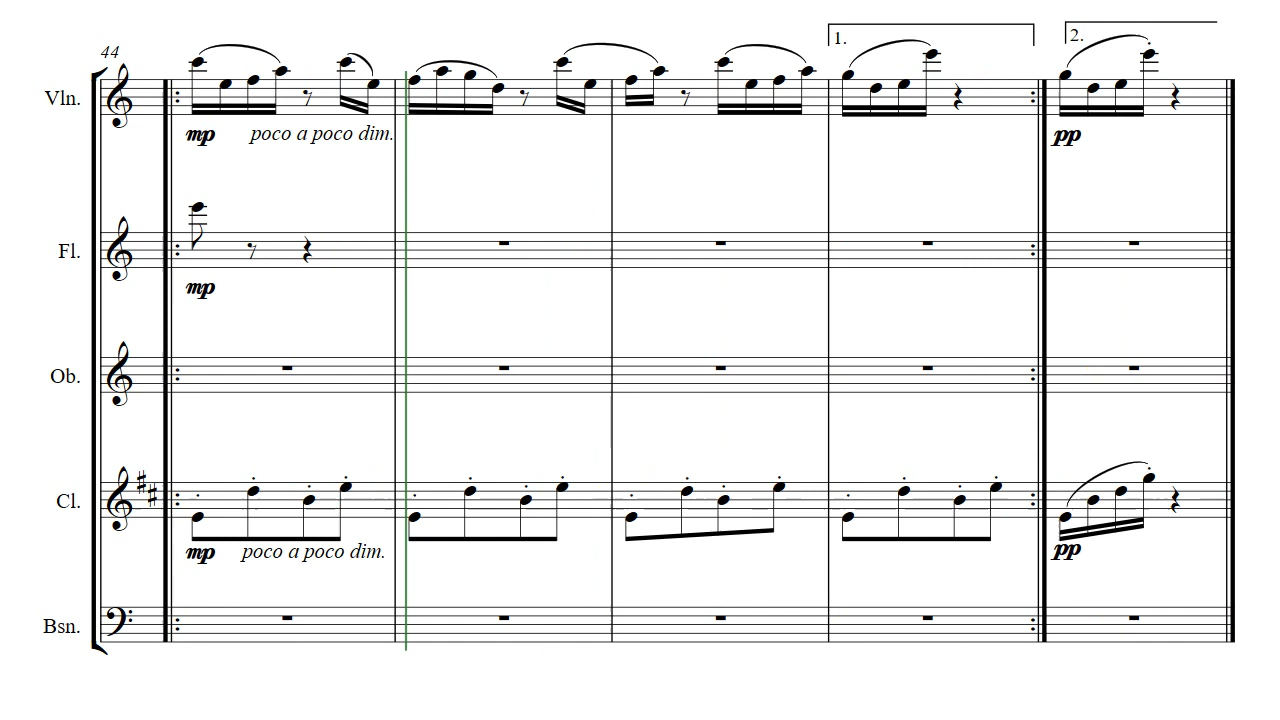 1.
2.
44
Vln.
mp poco a poco dim.
pp
Fl.
mp
Ob.
Cl.
mp poco a poco dim.
pp
Bsn.